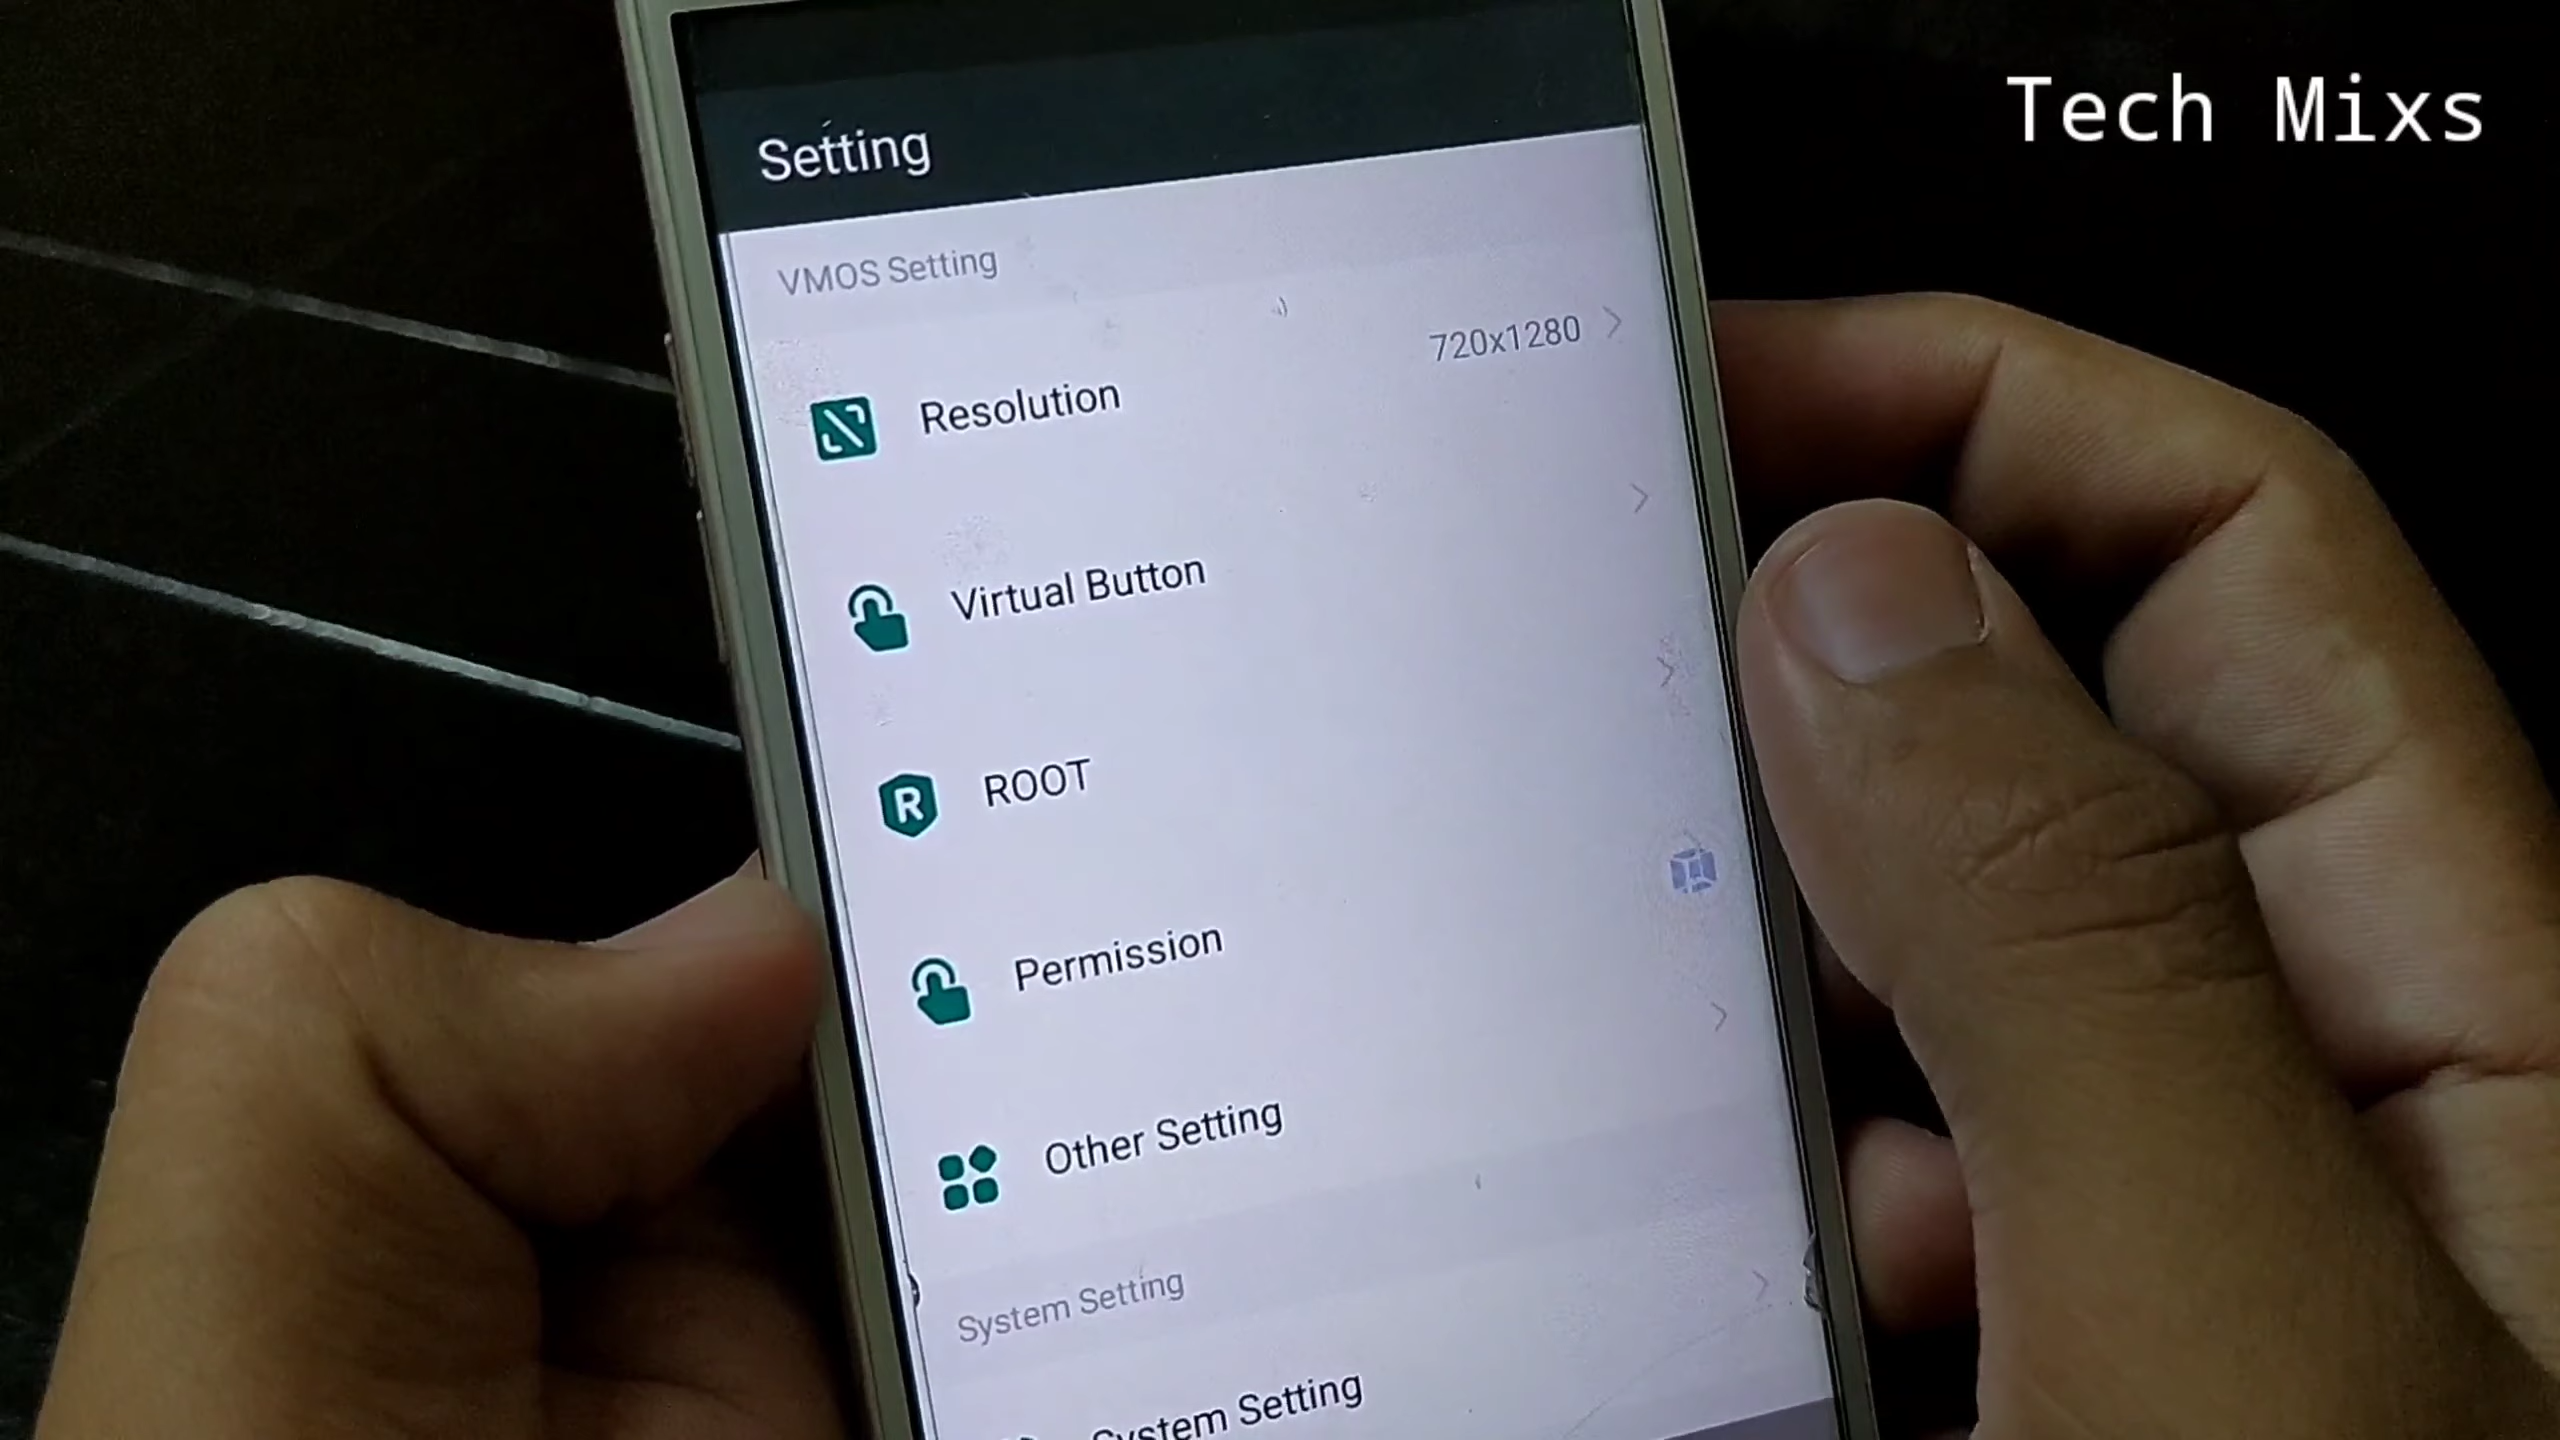 Tech Mixs
Setting
VMOS Setting
Resolution 720x1280
Virtual Button
R ROOT
Permission
Other Setting
System Setting
System Setting